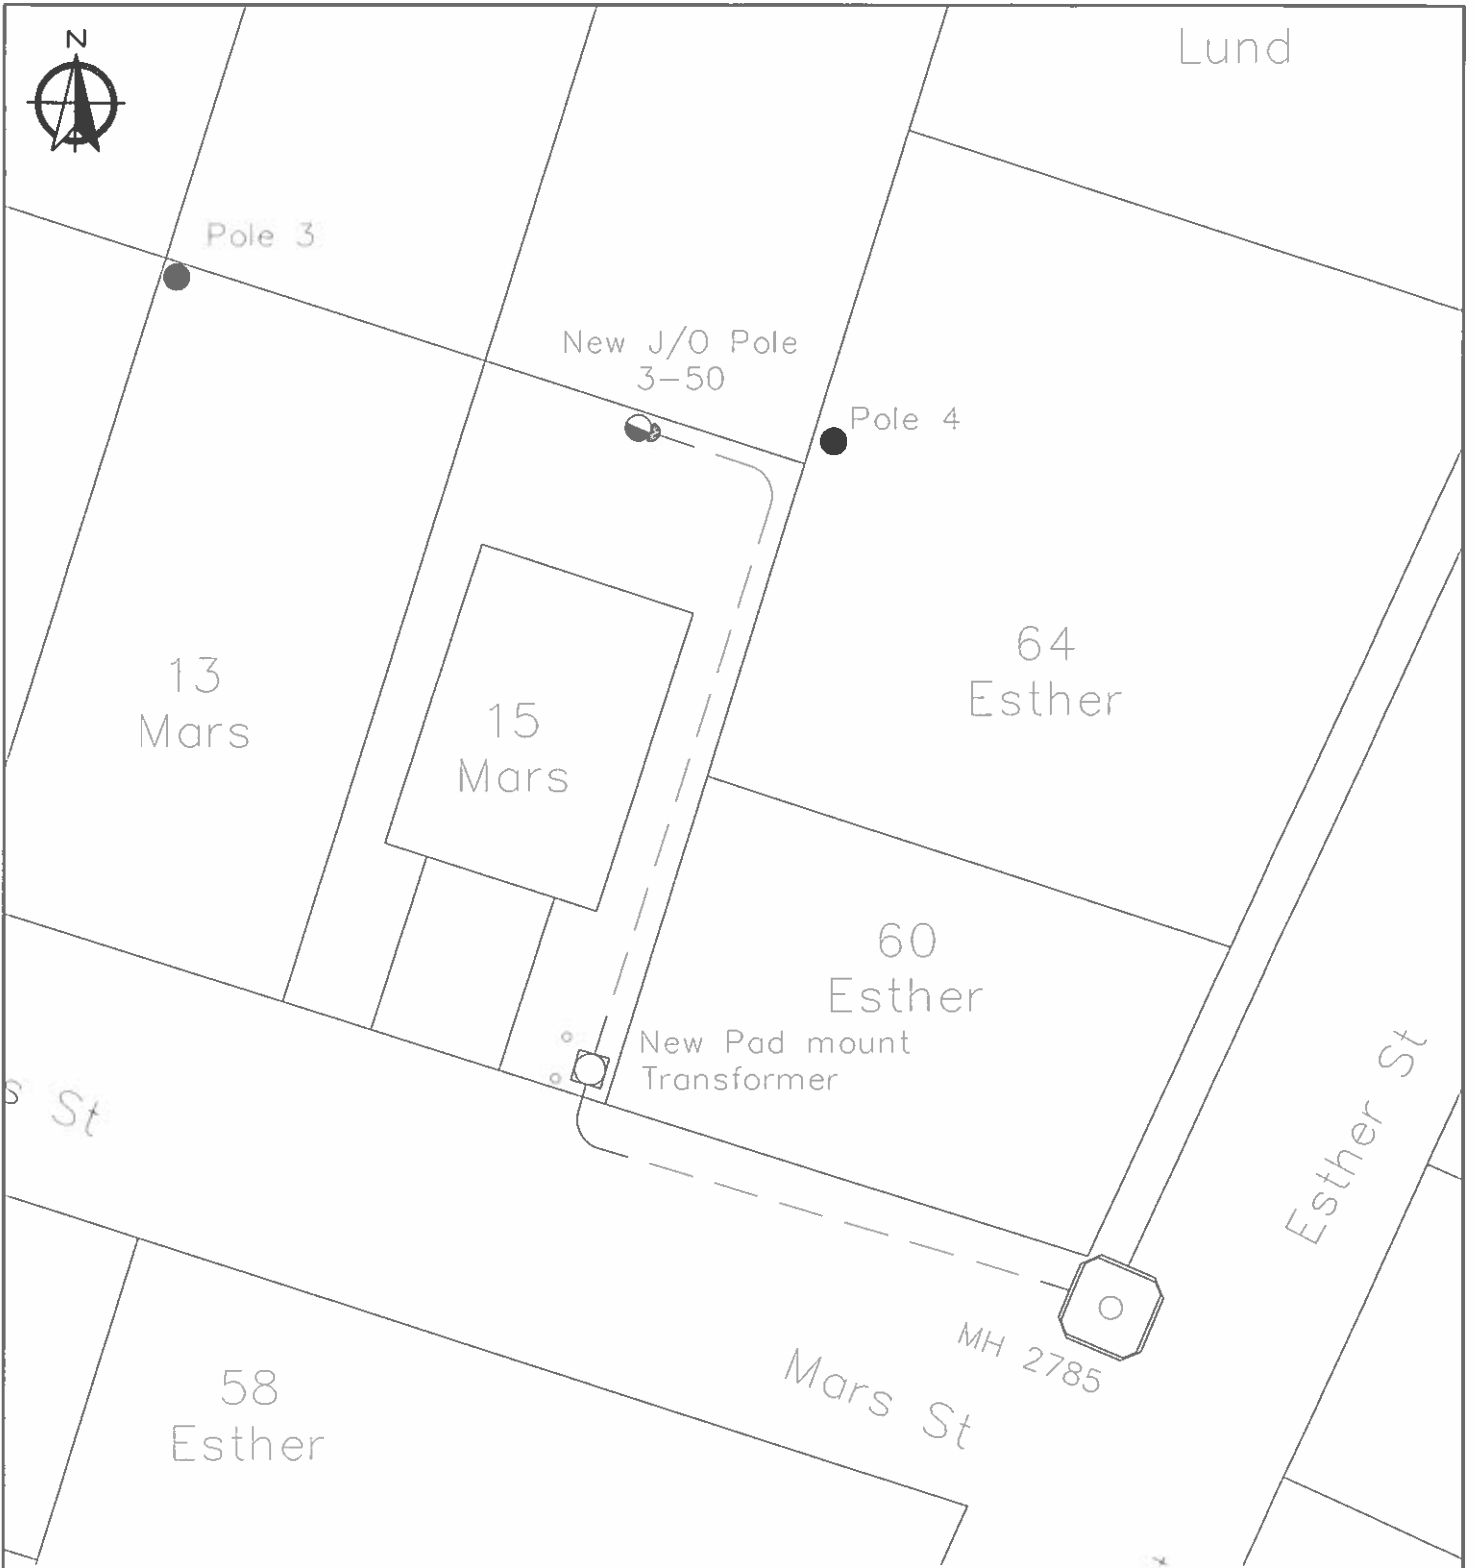 N
Lund
Pole 3
New J/O Pole
3-50
Pole 4
64
Esther
13
Mars
15
Mars
60
Esther
New Pad mount
Transformer
s St
Esther St
MH 2785
Mars St
58
Esther